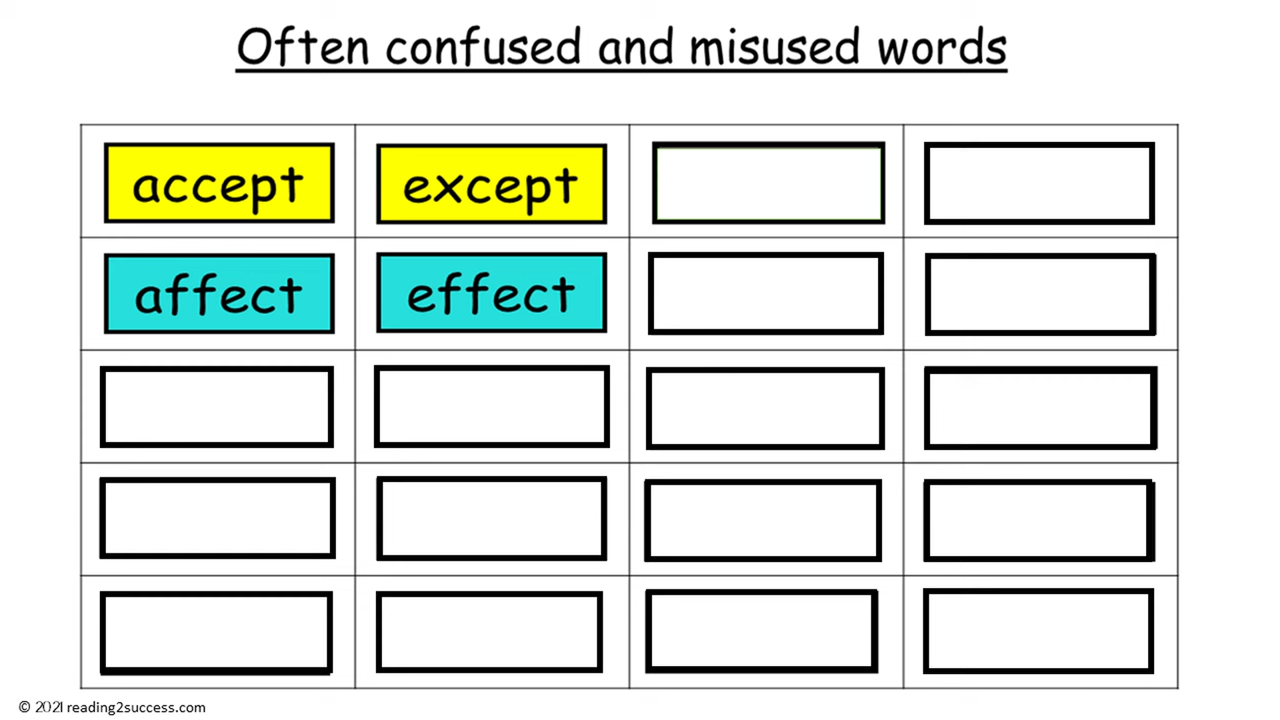 Often confused and misused words
accept except
affect effect
© 2021 reading2success.com